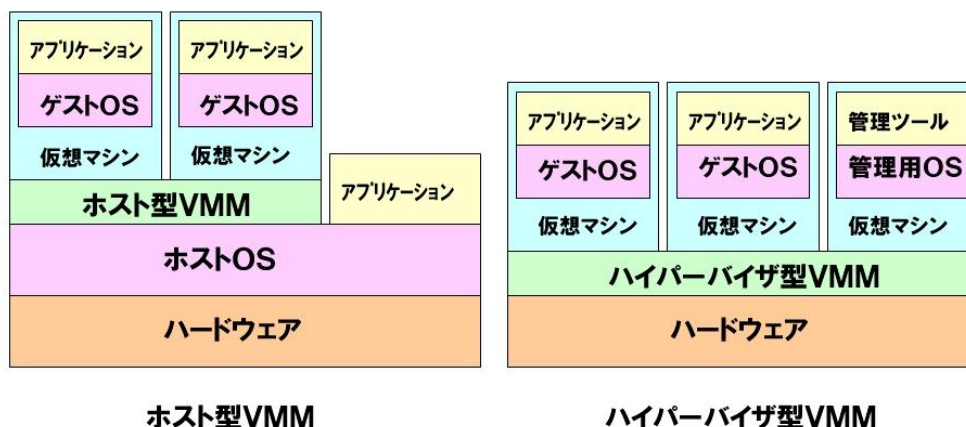 アプリケーション
ゲストOS
仮想マシン
アプリケーション
ゲストOS
仮想マシン
ホスト型VMM
アプリケーション
ホストOS
ハードウェア
ホスト型VMM
アプリケーション
ゲストOS
仮想マシン
アプリケーション
ゲストOS
仮想マシン
管理ツール
管理用OS
仮想マシン
ハイパーバイザ型VMM
ハードウェア
ハイパーバイザ型VMM